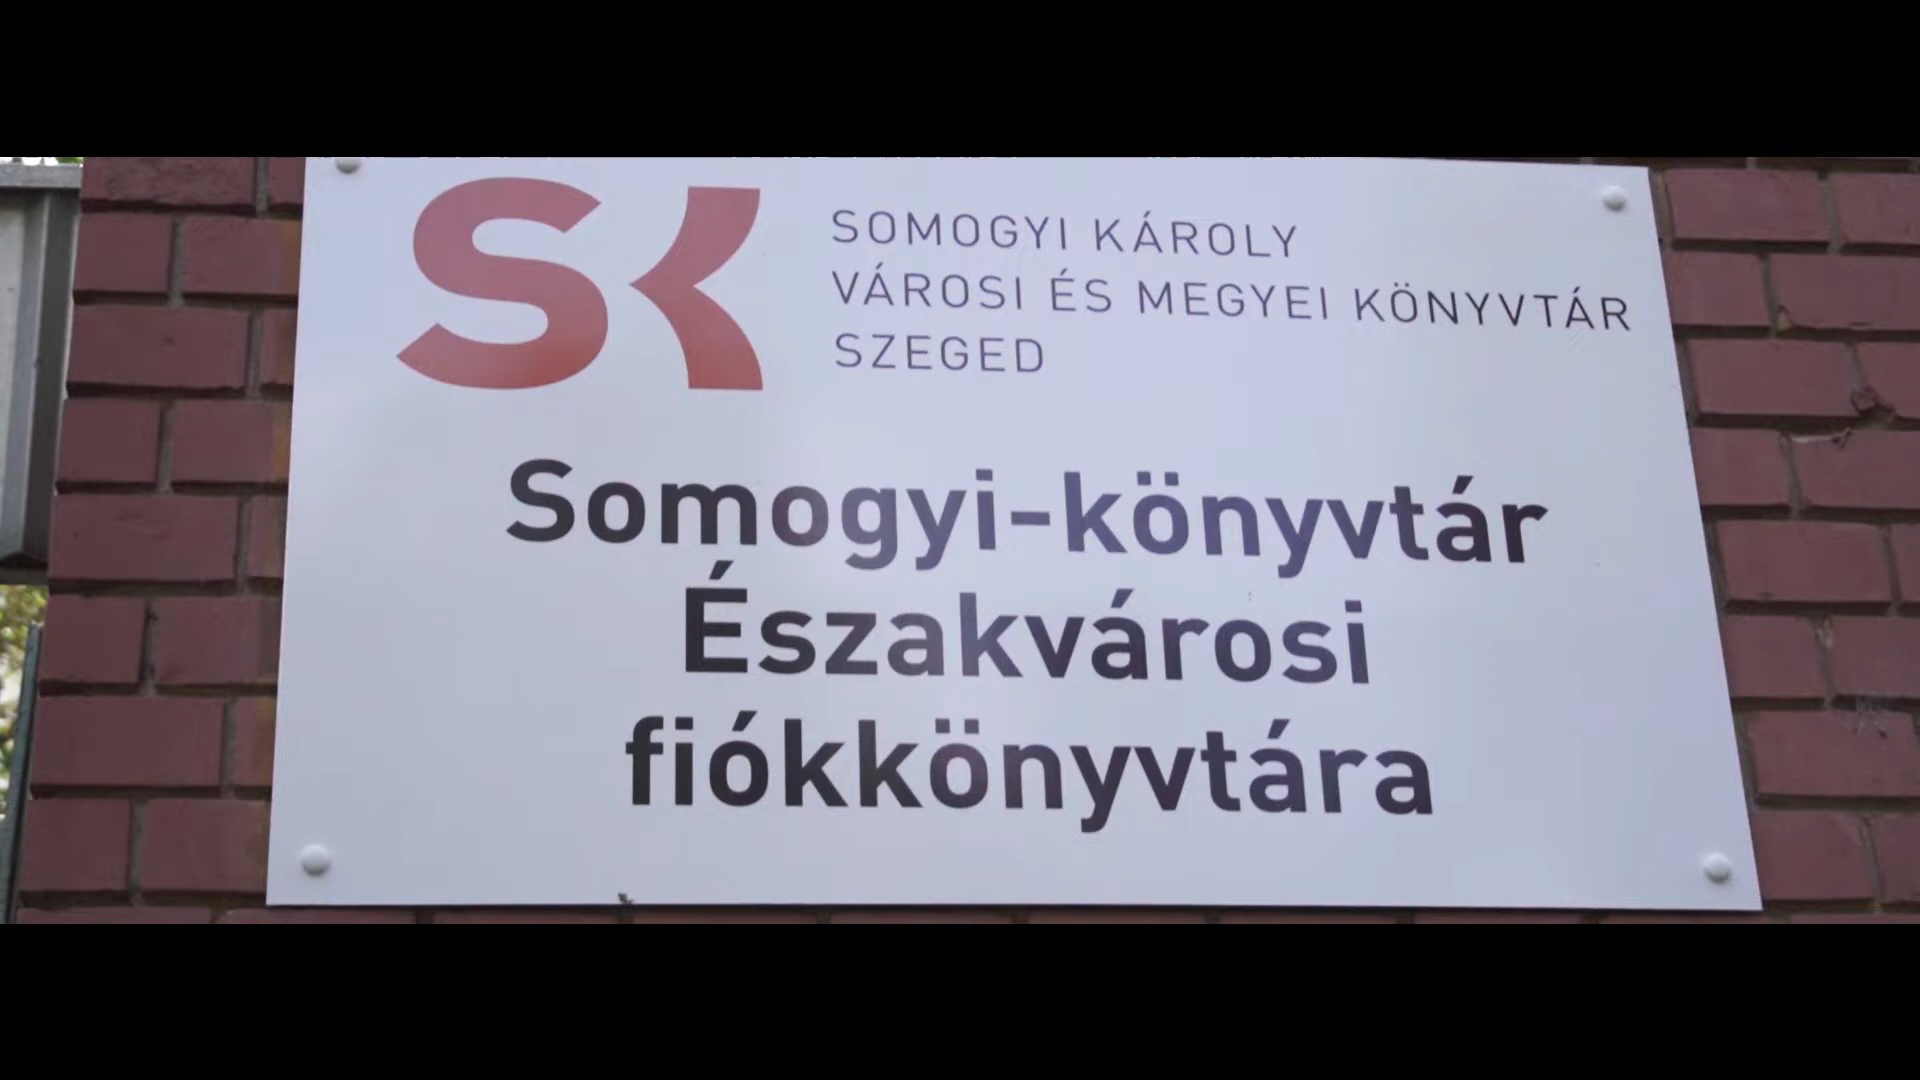 SK
SOMOGYI KÁROLY
VÁROSI ÉS MEGYEI KÖNYVTÁR
SZEGED
Somogyi-könyvtár
Északvárosi
fiókkönyvtára